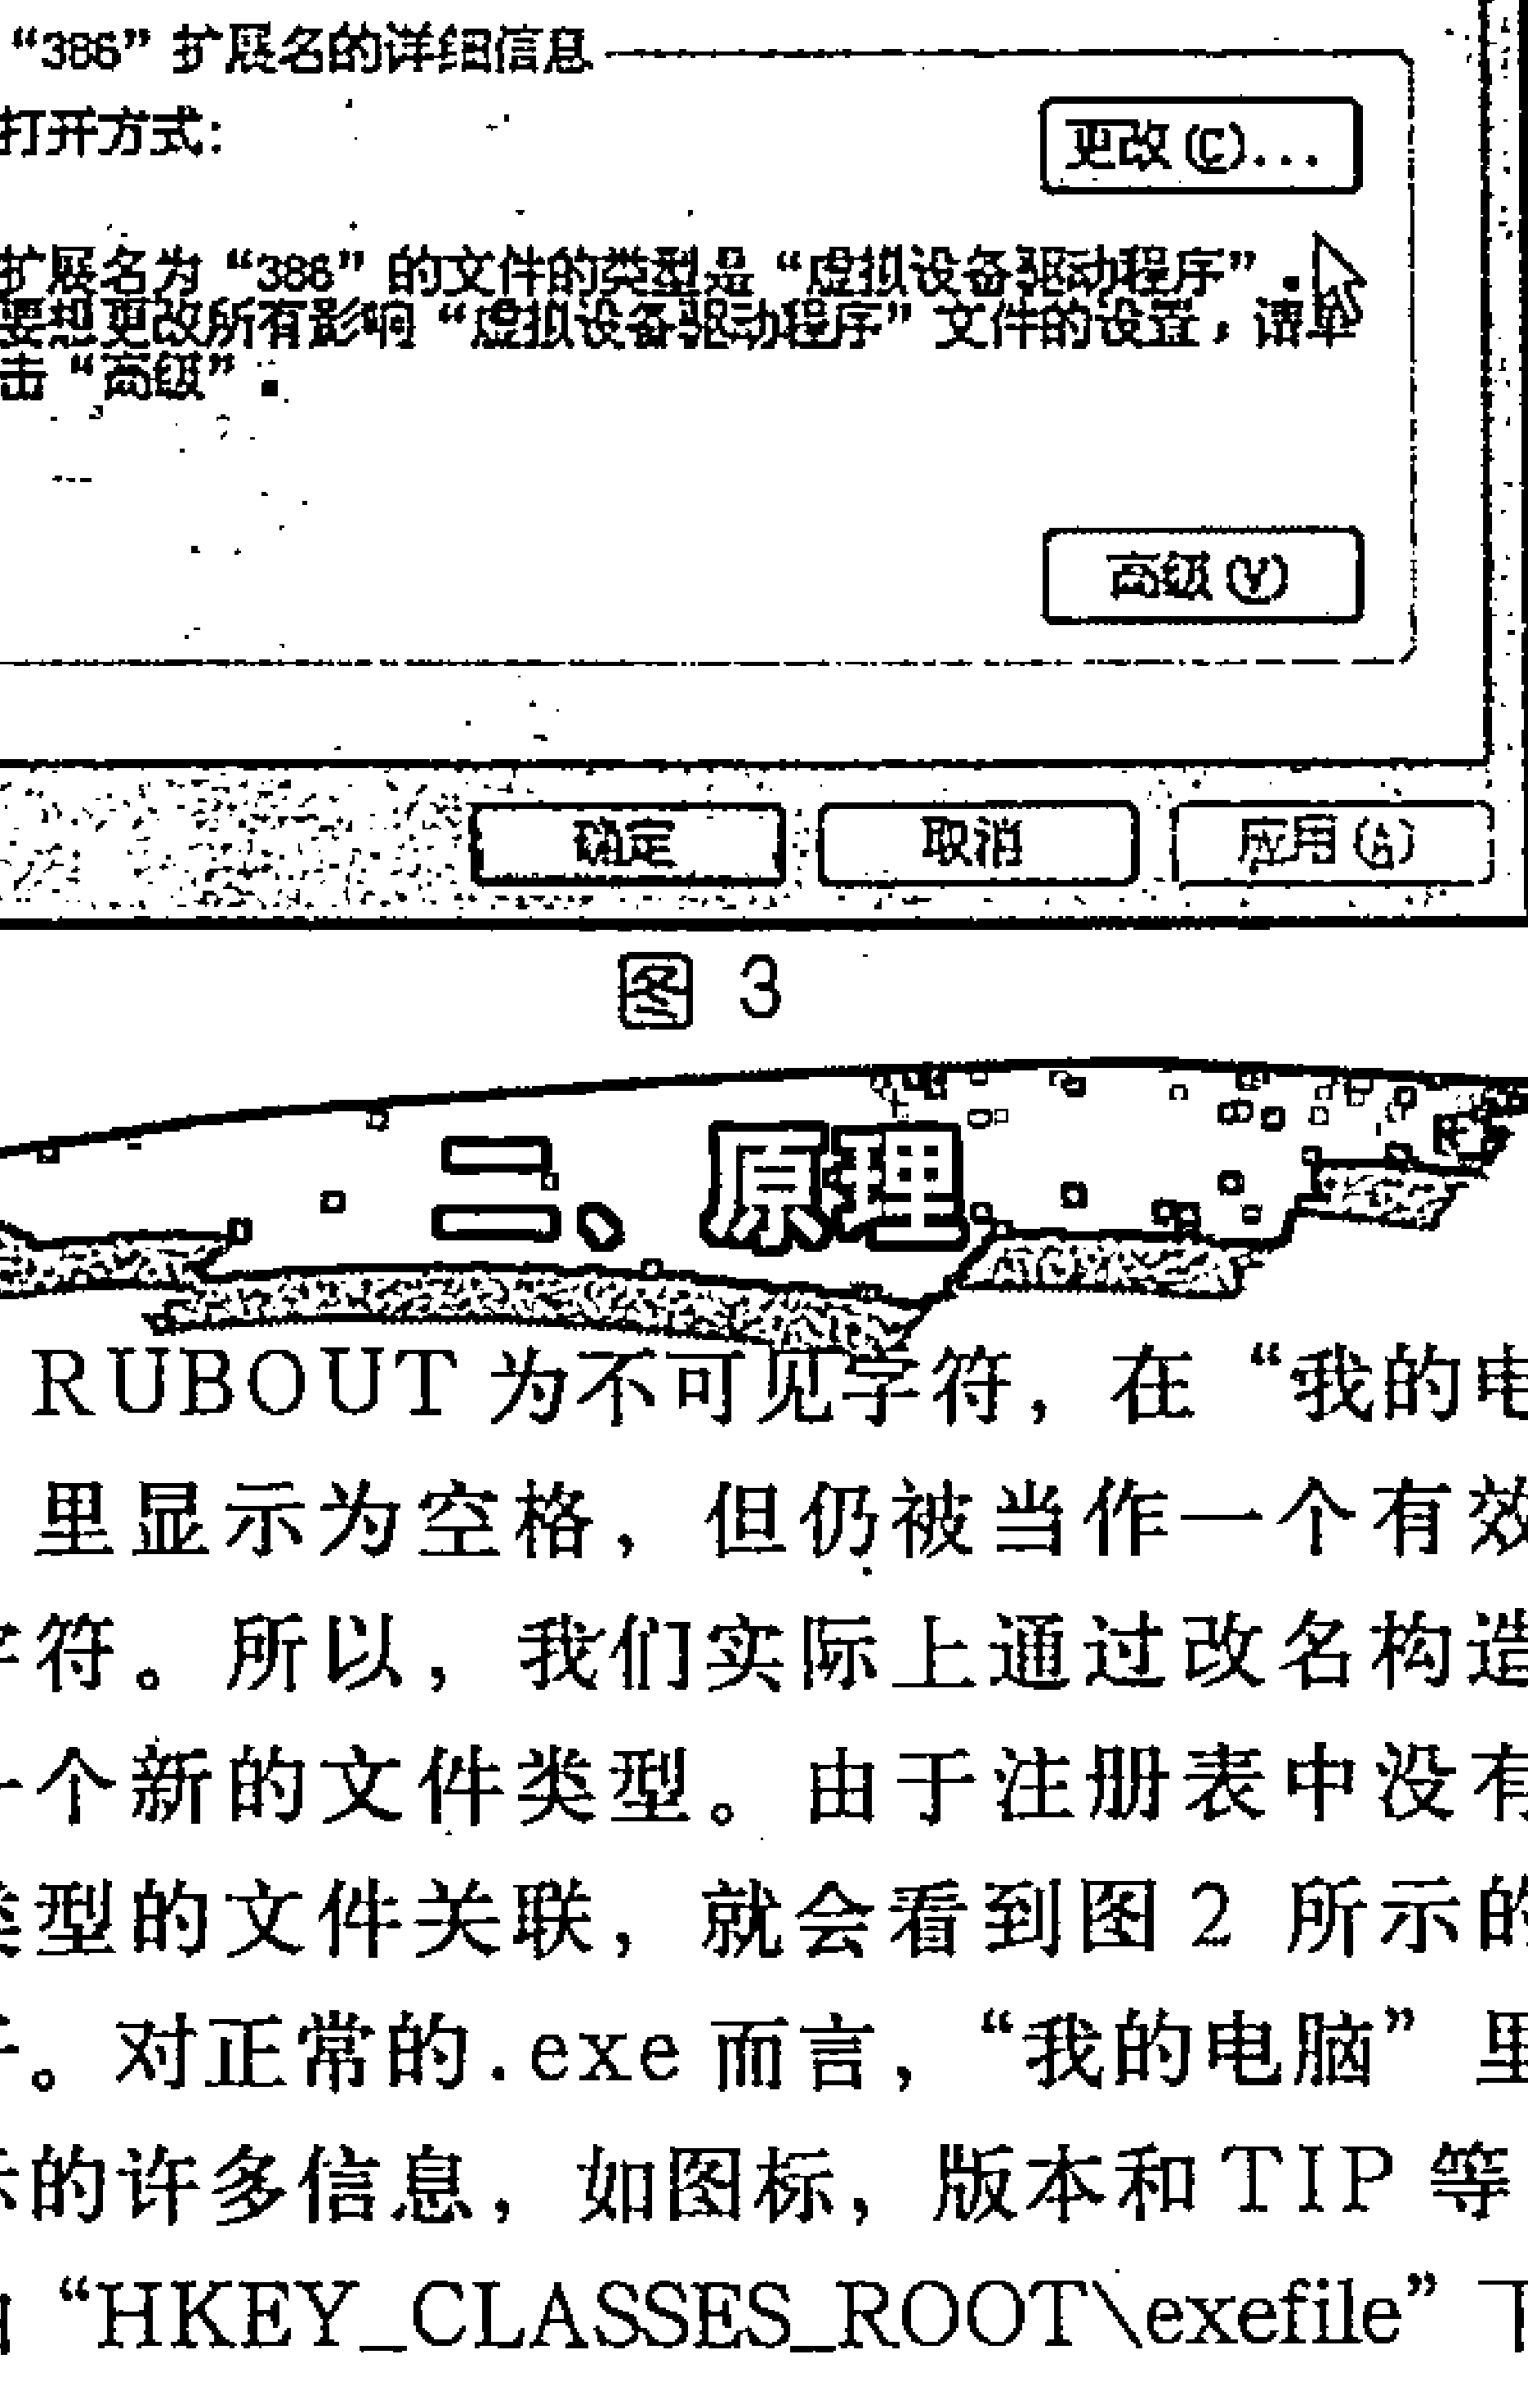 “386” 扩展名的详细信息
打开方式:
更改(C)...
扩展名为 “386” 的文件的类型是 “虚拟设备驱动程序” .
要想更改所有影响 “虚拟设备驱动程序” 文件的设置，请单
击 “高级” .
高级(V)
确定
取消
应用(A)
图 3
二、原理
RUBOUT 为不可见字符，在 “我的电
里显示为空格，但仍被当作一个有效
字符。所以，我们实际上通过改名构造
一个新的文件类型。由于注册表中没有
类型的文件关联，就会看到图 2 所示的
。对正常的.exe 而言，“我的电脑” 里
示的许多信息，如图标，版本和 TIP 等
“HKEY_CLASSES_ROOT\exefile” 下